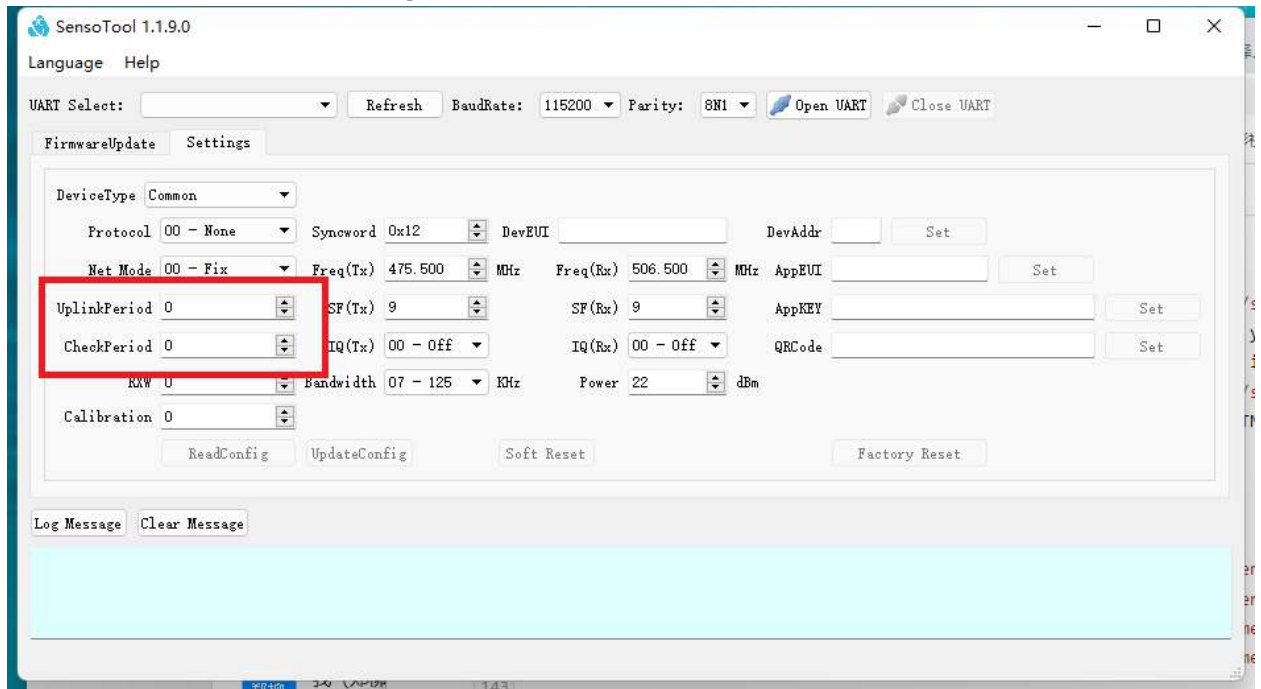 SensoTool 1.1.9.0
Language Help
UART Select: Refresh BaudRate: 115200 Parity: 8N1 Open UART Close UART
FirmwareUpdate Settings
DeviceType Common
Protocol 00 - None Syncword 0x12 DevEUI DevAddr Set
Net Mode 00 - Fix Freq(Tx) 475.500 MHz Freq(Rx) 506.500 MHz AppEUI Set
UplinkPeriod 0 SF(Tx) 9 SF(Rx) 9 AppKEY Set
CheckPeriod 0 IQ(Tx) 00 - Off IQ(Rx) 00 - Off QRCode Set
RXW 0 Bandwidth 07 - 125 KHz Power 22 dBm
Calibration 0
ReadConfig UpdateConfig Soft Reset Factory Reset
Log Message Clear Message
143